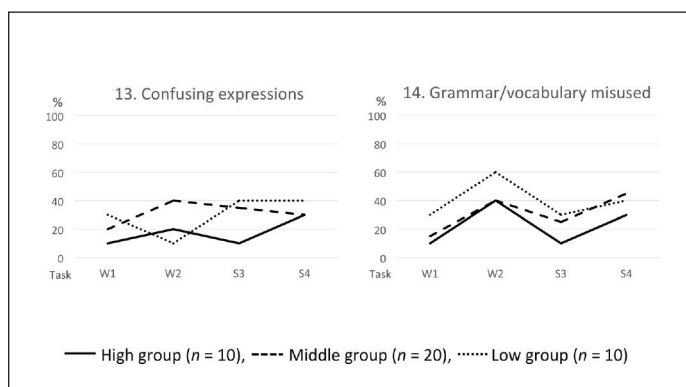 13. Confusing expressions
%
100
80
60
40
20
0
Task W1 W2 S3 S4
14. Grammar/vocabulary misused
%
100
80
60
40
20
0
Task W1 W2 S3 S4
High group (n = 10), Middle group (n = 20), Low group (n = 10)